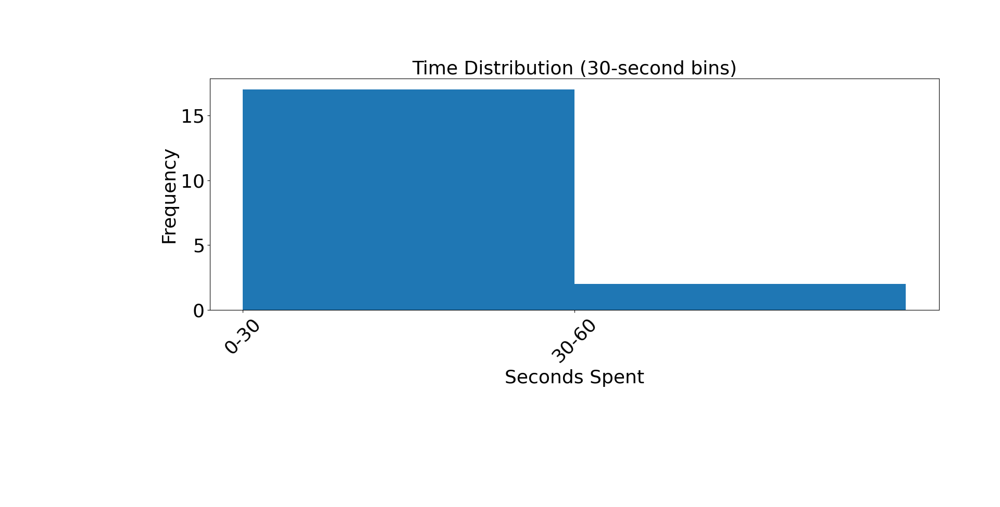 Time Distribution (30-second bins)
Frequency
15
10
5
0
0-30
30-60
Seconds Spent